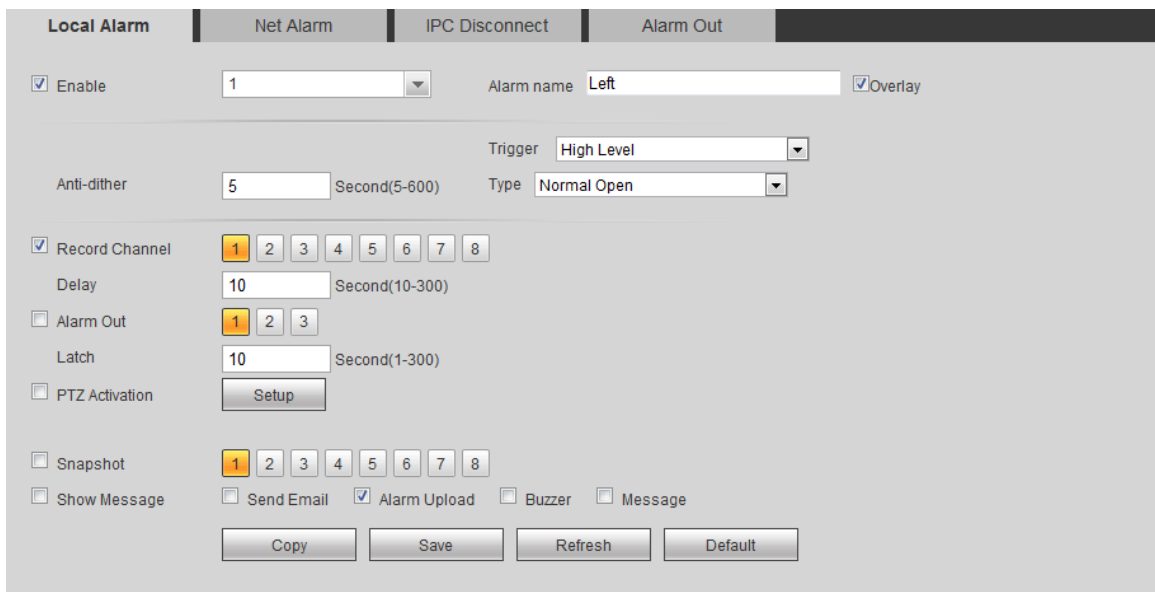 Local Alarm Net Alarm IPC Disconnect Alarm Out
Enable 1 Alarm name Left Overlay
Trigger High Level
Anti-dither 5 Second(5-600) Type Normal Open
Record Channel 1 2 3 4 5 6 7 8
Delay 10 Second(10-300)
Alarm Out 1 2 3
Latch 10 Second(1-300)
PTZ Activation Setup
Snapshot 1 2 3 4 5 6 7 8
Show Message Send Email Alarm Upload Buzzer Message
Copy Save Refresh Default